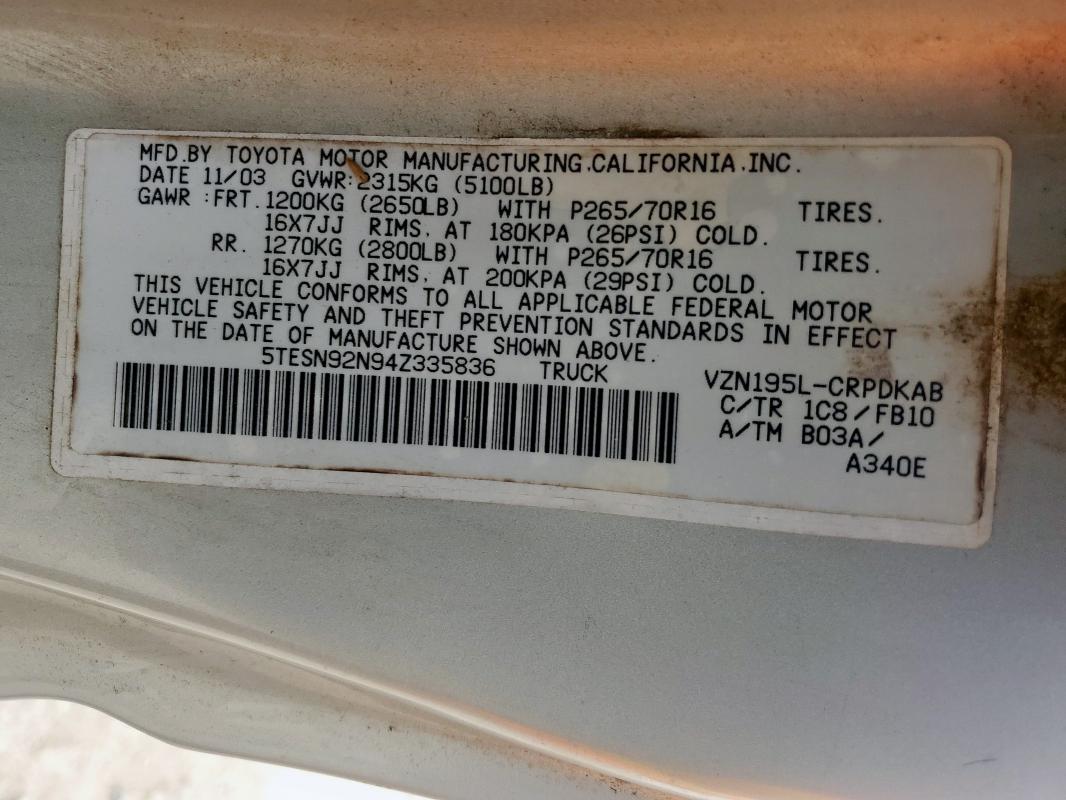 MFD.BY TOYOTA MOTOR MANUFACTURING.CALIFORNIA.INC.
DATE 11/03 GVWR:2315KG (5100LB)
GAWR :FRT.1200KG (2650LB) WITH P265/70R16 TIRES.
16X7JJ RIMS. AT 180KPA (26PSI) COLD.
RR. 1270KG (2800LB) WITH P265/70R16 TIRES.
16X7JJ RIMS. AT 200KPA (29PSI) COLD.
THIS VEHICLE CONFORMS TO ALL APPLICABLE FEDERAL MOTOR
VEHICLE SAFETY AND THEFT PREVENTION STANDARDS IN EFFECT
ON THE DATE OF MANUFACTURE SHOWN ABOVE.
5TESN92N94Z335836 TRUCK
VZN195L-CRPDKAB
C/TR 1C8/FB10
A/TM B03A/
A340E